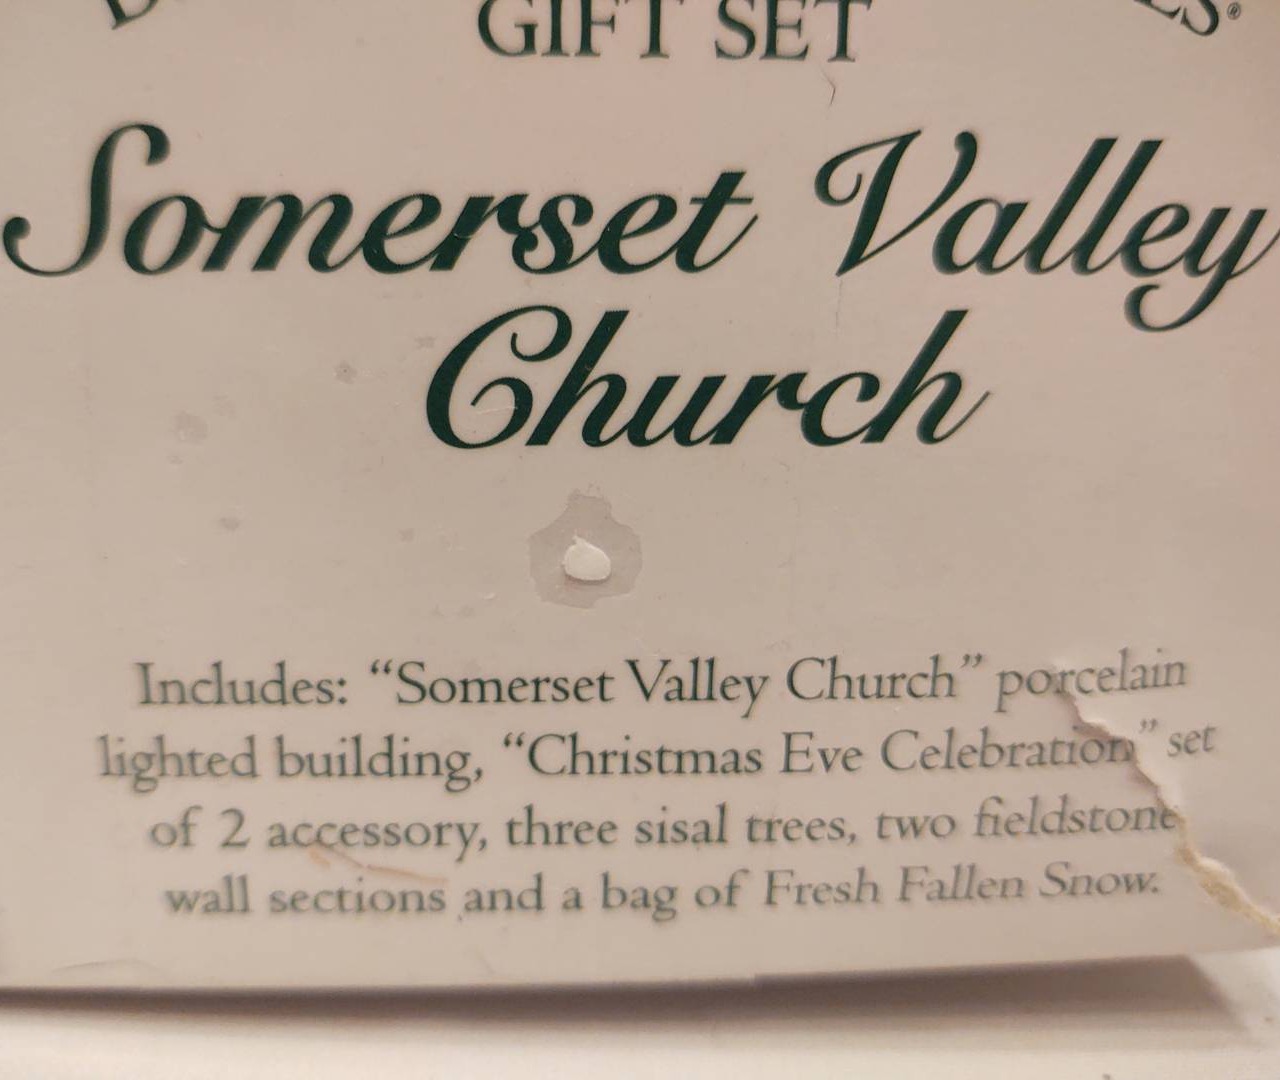 GIFT SET
Somerset Valley
Church
Includes: “Somerset Valley Church” porcelain
lighted building, “Christmas Eve Celebration” set
of 2 accessory, three sisal trees, two fieldstone
wall sections and a bag of Fresh Fallen Snow.